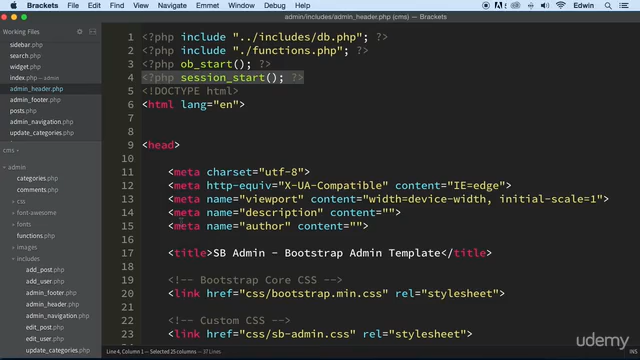 Brackets File Edit Find View Navigate Debug Help Edwin
admin/includes/admin_header.php (cms) — Brackets
Working Files
sidebar.php
search.php
widget.php
index.php — admin
admin_header.php
admin_footer.php
posts.php
admin_navigation.php
update_categories.php
cms
admin
categories.php
comments.php
css
font-awesome
fonts
functions.php
images
includes
add_post.php
add_user.php
admin_footer.php
admin_header.php
admin_navigation.php
edit_post.php
edit_user.php
update_categories.php
1 <?php include "../includes/db.php"; ?>
2 <?php include "./functions.php"; ?>
3 <?php ob_start(); ?>
4 <?php session_start(); ?>
5 <!DOCTYPE html>
6 <html lang="en">
7
8
9 <head>
10
11 <meta charset="utf-8">
12 <meta http-equiv="X-UA-Compatible" content="IE=edge">
13 <meta name="viewport" content="width=device-width, initial-scale=1">
14 <meta name="description" content="">
15 <meta name="author" content="">
16
17 <title>SB Admin - Bootstrap Admin Template</title>
18
19 <!-- Bootstrap Core CSS -->
20 <link href="css/bootstrap.min.css" rel="stylesheet">
21
22 <!-- Custom CSS -->
23 <link href="css/sb-admin.css" rel="stylesheet">
24
Line 4, Column 1 — Selected 25 columns — 37 Lines
INS
udemy